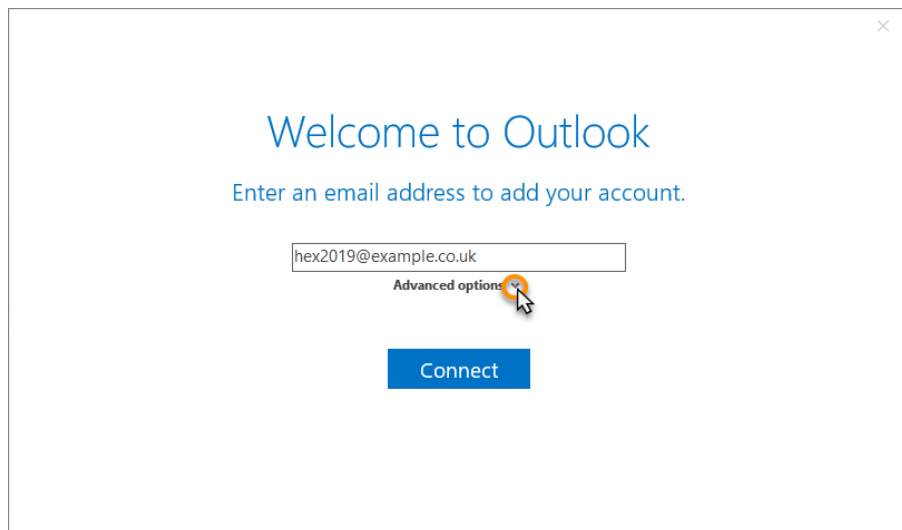 Welcome to Outlook
Enter an email address to add your account.
hex2019@example.co.uk
Advanced options
Connect